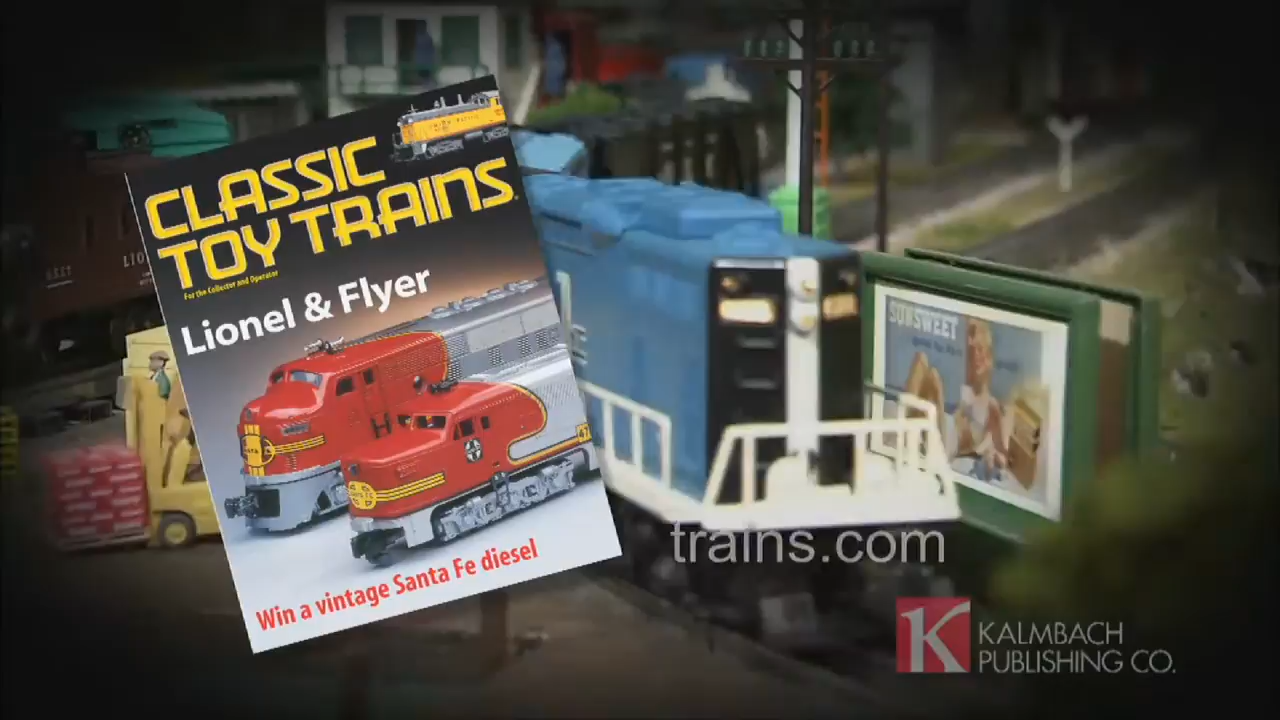 CLASSIC
TOY TRAINS
For the Collector and Operator
Lionel & Flyer
Win a vintage Santa Fe diesel
SUNSWEET
trains.com
K
KALMBACH
PUBLISHING CO.